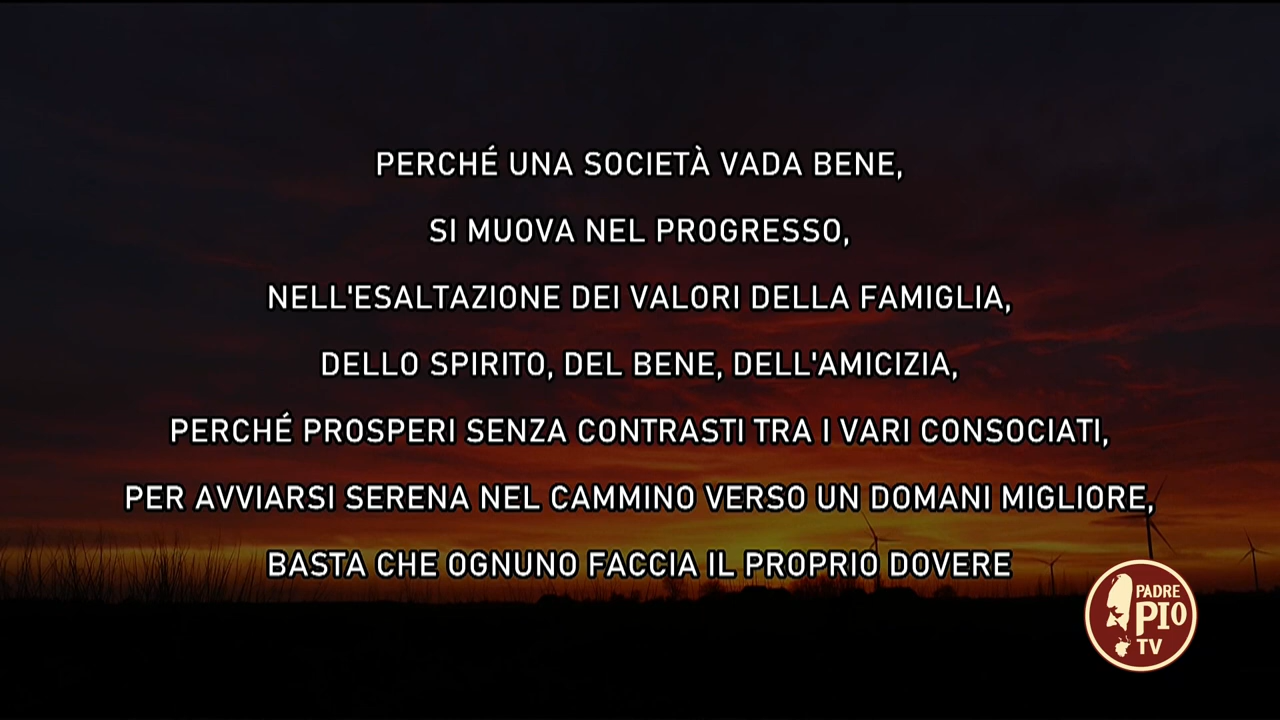 PERCHÉ UNA SOCIETÀ VADA BENE,
SI MUOVA NEL PROGRESSO,
NELL'ESALTAZIONE DEI VALORI DELLA FAMIGLIA,
DELLO SPIRITO, DEL BENE, DELL'AMICIZIA,
PERCHÉ PROSPERI SENZA CONTRASTI TRA I VARI CONSOCIATI,
PER AVVIARSI SERENA NEL CAMMINO VERSO UN DOMANI MIGLIORE,
BASTA CHE OGNUNO FACCIA IL PROPRIO DOVERE
PADRE
PIO
TV